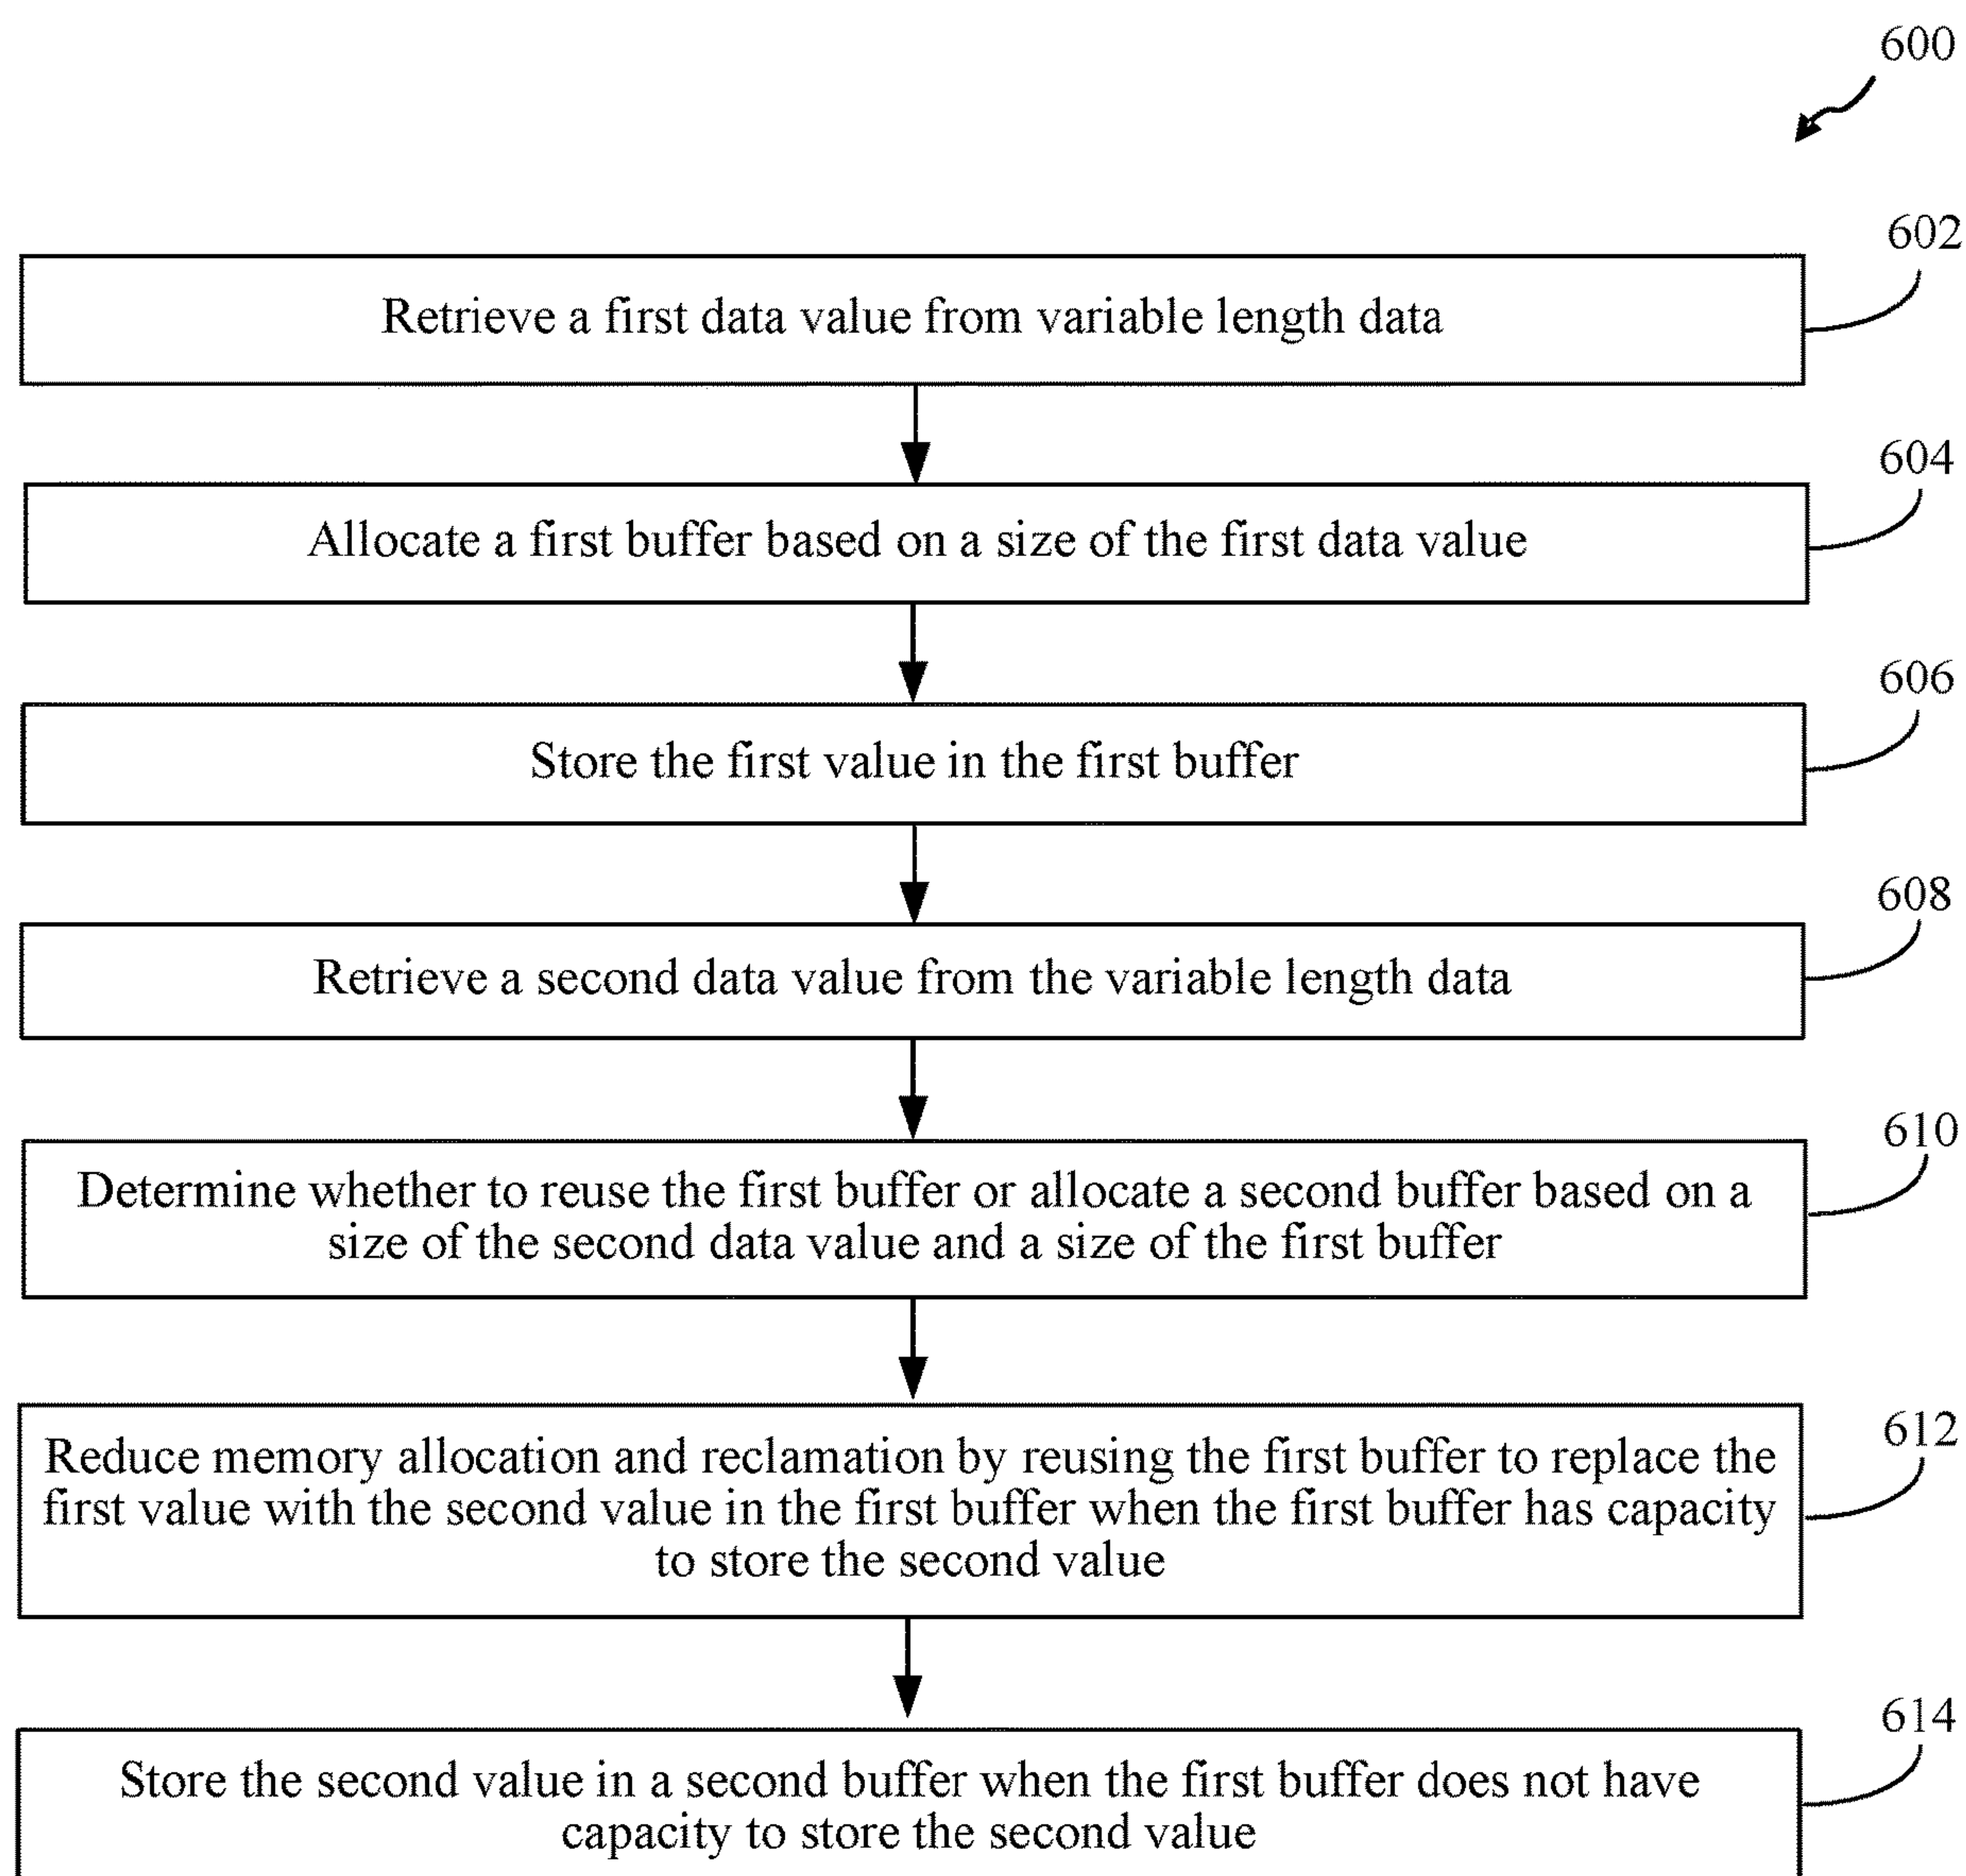 600
602
Retrieve a first data value from variable length data
604
Allocate a first buffer based on a size of the first data value
606
Store the first value in the first buffer
608
Retrieve a second data value from the variable length data
610
Determine whether to reuse the first buffer or allocate a second buffer based on a
size of the second data value and a size of the first buffer
612
Reduce memory allocation and reclamation by reusing the first buffer to replace the
first value with the second value in the first buffer when the first buffer has capacity
to store the second value
614
Store the second value in a second buffer when the first buffer does not have
capacity to store the second value